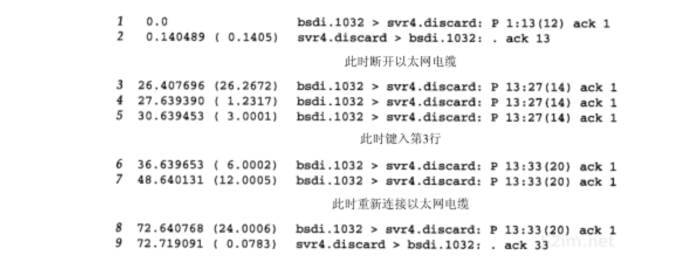 1 0.0 bsdi.1032 > svr4.discard: P 1:13(12) ack 1
2 0.140489 ( 0.1405) svr4.discard > bsdi.1032: . ack 13
此时断开以太网电缆
3 26.407696 (26.2672) bsdi.1032 > svr4.discard: P 13:27(14) ack 1
4 27.639390 ( 1.2317) bsdi.1032 > svr4.discard: P 13:27(14) ack 1
5 30.639453 ( 3.0001) bsdi.1032 > svr4.discard: P 13:27(14) ack 1
此时键入第3行
6 36.639653 ( 6.0002) bsdi.1032 > svr4.discard: P 13:33(20) ack 1
7 48.640131 (12.0005) bsdi.1032 > svr4.discard: P 13:33(20) ack 1
此时重新连接以太网电缆
8 72.640768 (24.0006) bsdi.1032 > svr4.discard: P 13:33(20) ack 1
9 72.719091 ( 0.0783) svr4.discard > bsdi.1032: . ack 33